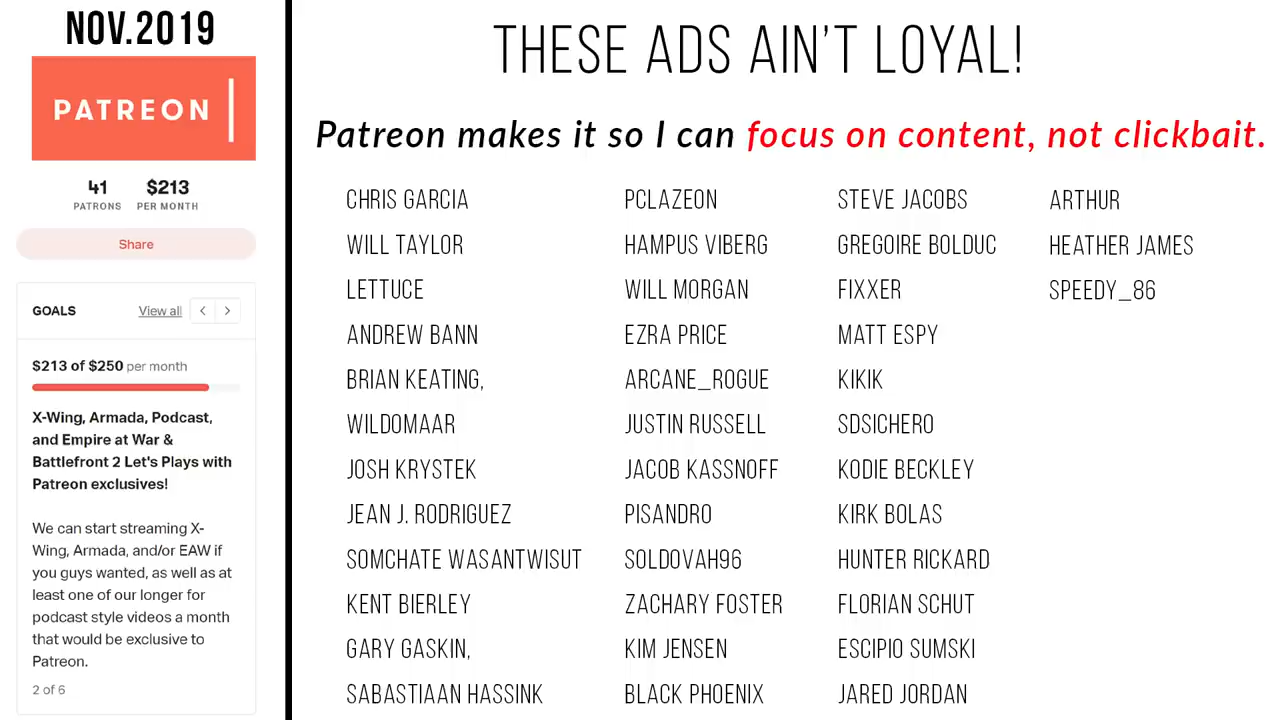 NOV.2019
PATREON
41 $213
PATRONS PER MONTH
Share
GOALS View all
$213 of $250 per month
X-Wing, Armada, Podcast,
and Empire at War &
Battlefront 2 Let's Plays with
Patreon exclusives!
We can start streaming X-
Wing, Armada, and/or EAW if
you guys wanted, as well as at
least one of our longer for
podcast style videos a month
that would be exclusive to
Patreon.
2 of 6
THESE ADS AIN'T LOYAL!
Patreon makes it so I can focus on content, not clickbait.
CHRIS GARCIA
WILL TAYLOR
LETTUCE
ANDREW BANN
BRIAN KEATING,
WILDOMAAR
JOSH KRYSTEK
JEAN J. RODRIGUEZ
SOMCHATE WASANTWISUT
KENT BIERLEY
GARY GASKIN,
SABASTIAAN HASSINK
PCLAZEON
HAMPUS VIBERG
WILL MORGAN
EZRA PRICE
ARCANE_ROGUE
JUSTIN RUSSELL
JACOB KASSNOFF
PISANDRO
SOLDOVAH96
ZACHARY FOSTER
KIM JENSEN
BLACK PHOENIX
STEVE JACOBS
GREGOIRE BOLDUC
FIXXER
MATT ESPY
KIKIK
SDSICHERO
KODIE BECKLEY
KIRK BOLAS
HUNTER RICKARD
FLORIAN SCHUT
ESCIPIO SUMSKI
JARED JORDAN
ARTHUR
HEATHER JAMES
SPEEDY_86